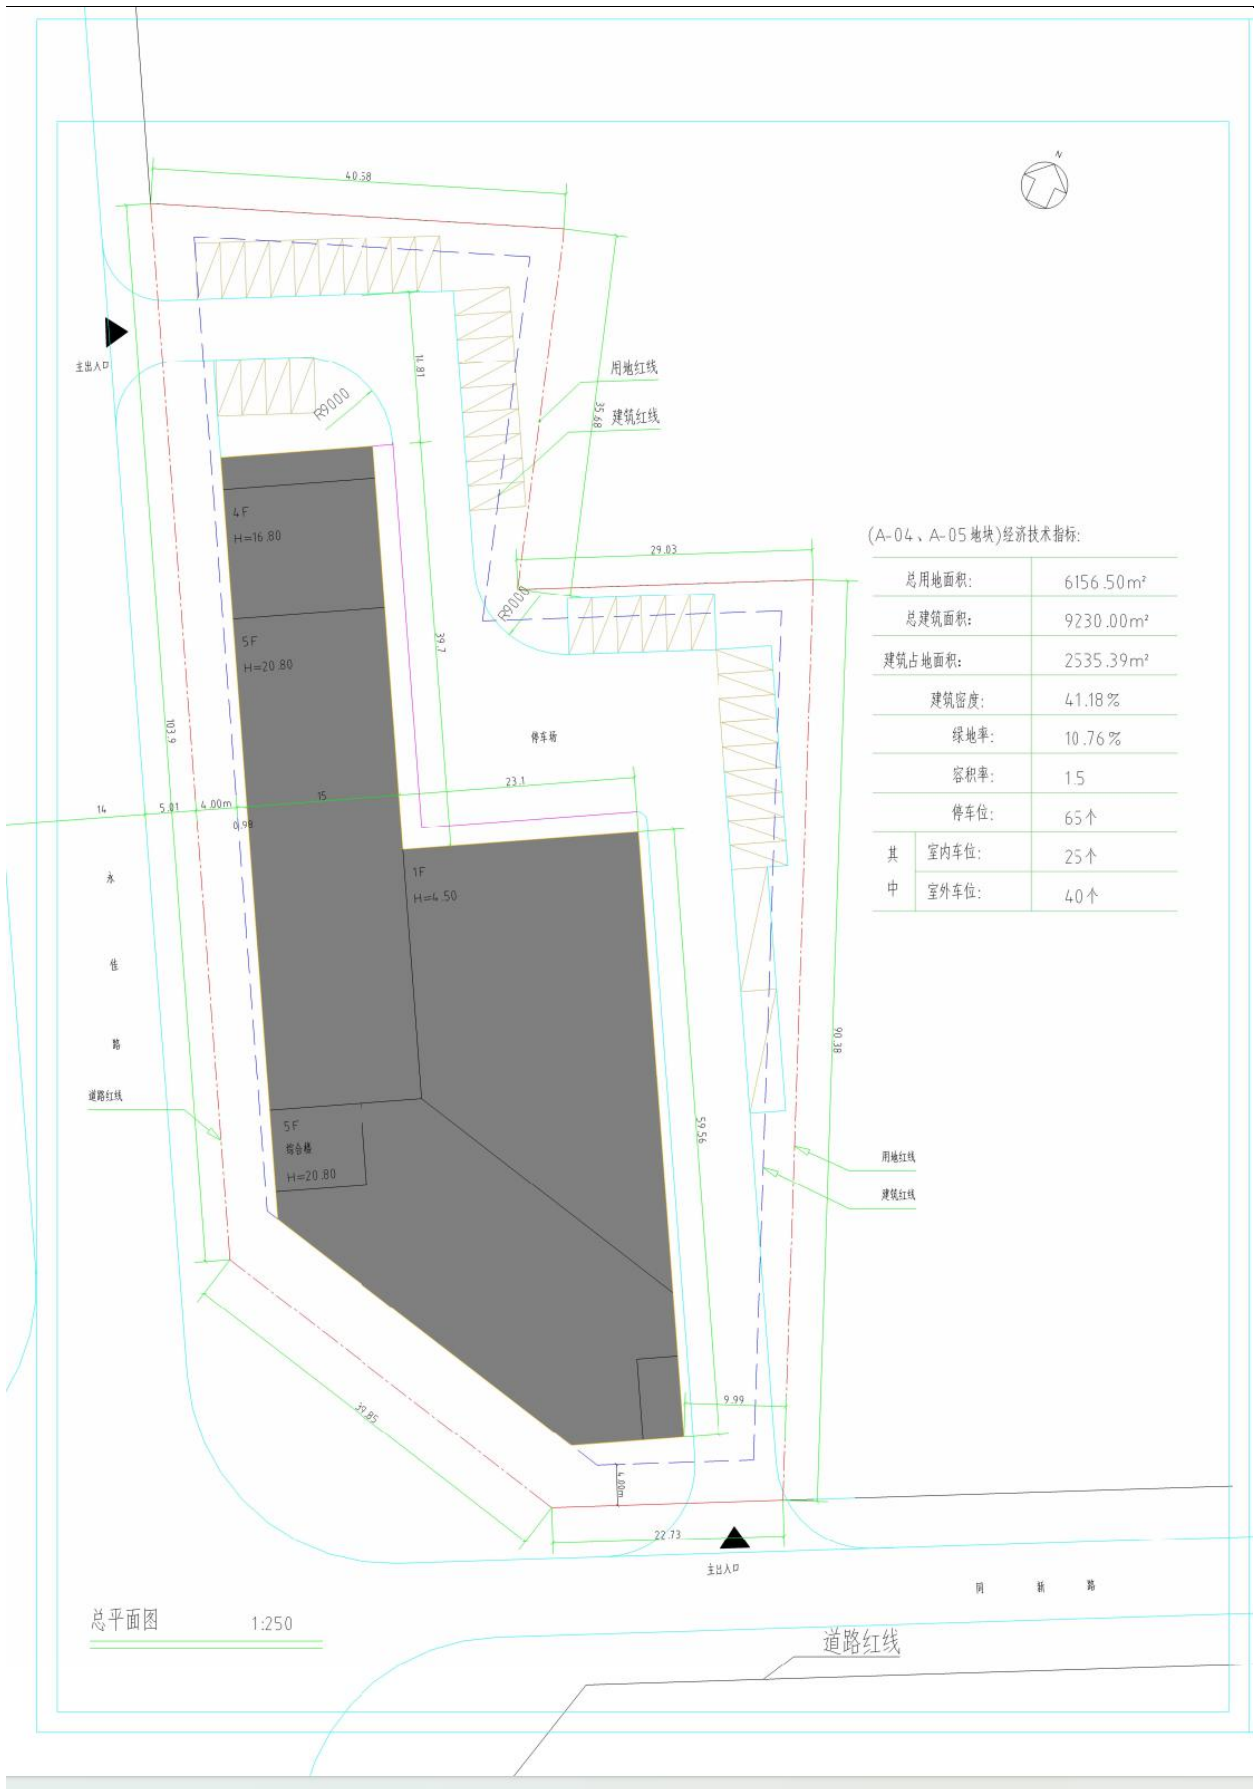 N
40.58
主出入口
14.81
R9000
用地红线
35.68
建筑红线
4F
H=16.80
(A-04、A-05地块)经济技术指标:
29.03
总用地面积: 6156.50m²
R9000
总建筑面积: 9230.00m²
5F
H=20.80
39.7
建筑占地面积: 2535.39m²
建筑密度: 41.18%
103.9
停车场
绿地率: 10.76%
容积率: 1.5
23.1
14
5.01
4.00m
15
0.98
停车位: 65个
其中
室内车位: 25个
室外车位: 40个
1F
H=4.50
永佳路
90.38
道路红线
59.56
5F
综合楼
H=20.80
用地红线
建筑红线
39.85
9.99
4.00m
22.73
主出入口
同新路
总平面图 1:250
道路红线